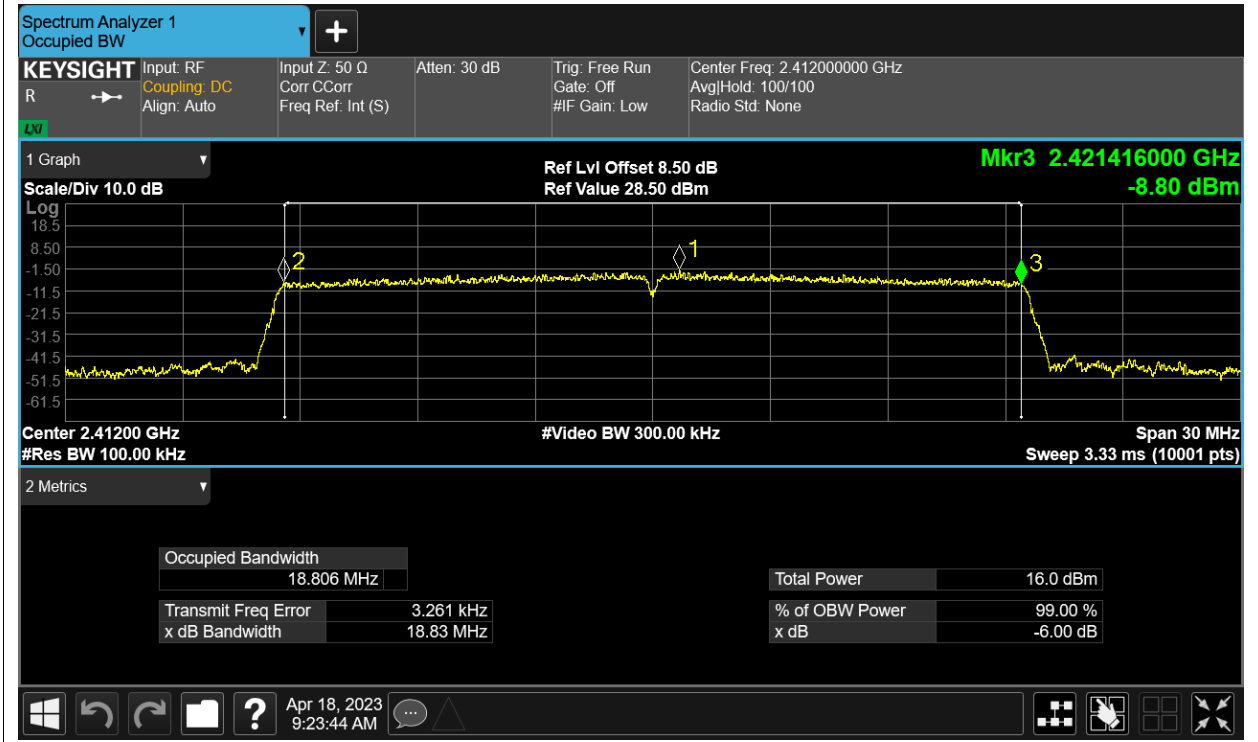 Spectrum Analyzer 1
Occupied BW
KEYSIGHT
R
LXI
Input: RF
Coupling: DC
Align: Auto
Input Z: 50 Ω
Corr CCorr
Freq Ref: Int (S)
Atten: 30 dB
Trig: Free Run
Gate: Off
#IF Gain: Low
Center Freq: 2.412000000 GHz
Avg|Hold: 100/100
Radio Std: None
1 Graph
Scale/Div 10.0 dB
Ref Lvl Offset 8.50 dB
Ref Value 28.50 dBm
Mkr3 2.421416000 GHz
-8.80 dBm
Log
18.5
8.50
-1.50
-11.5
-21.5
-31.5
-41.5
-51.5
-61.5
2
1
3
Center 2.41200 GHz
#Video BW 300.00 kHz
Span 30 MHz
#Res BW 100.00 kHz
Sweep 3.33 ms (10001 pts)
2 Metrics
Occupied Bandwidth
18.806 MHz
Transmit Freq Error 3.261 kHz
x dB Bandwidth 18.83 MHz
Total Power 16.0 dBm
% of OBW Power 99.00 %
x dB -6.00 dB
?
Apr 18, 2023
9:23:44 AM